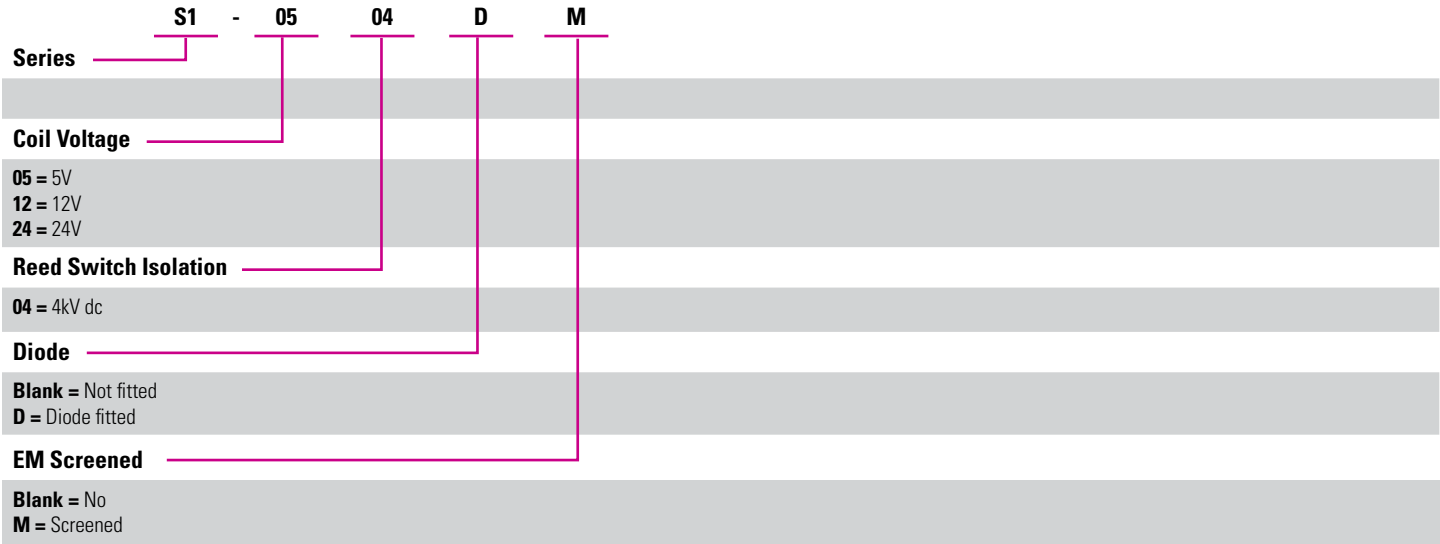 S1 - 05 04 D M
Series
Coil Voltage
05 = 5V
12 = 12V
24 = 24V
Reed Switch Isolation
04 = 4kV dc
Diode
Blank = Not fitted
D = Diode fitted
EM Screened
Blank = No
M = Screened